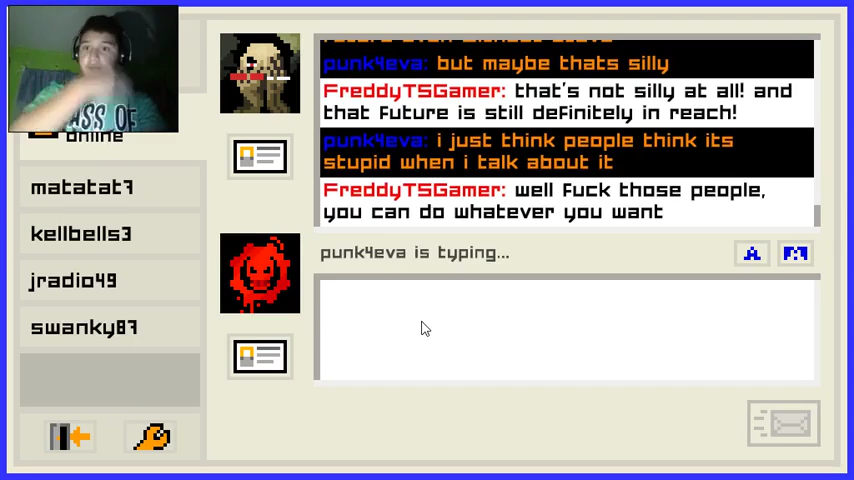 CLASS OF
online
matatat7
kellbells3
jradio49
swanky87
punk4eva: but maybe thats silly
FreddyTSGamer: that's not silly at all! and
that future is still definitely in reach!
punk4eva: i just think people think its
stupid when i talk about it
FreddyTSGamer: well fuck those people,
you can do whatever you want
punk4eva is typing...
A